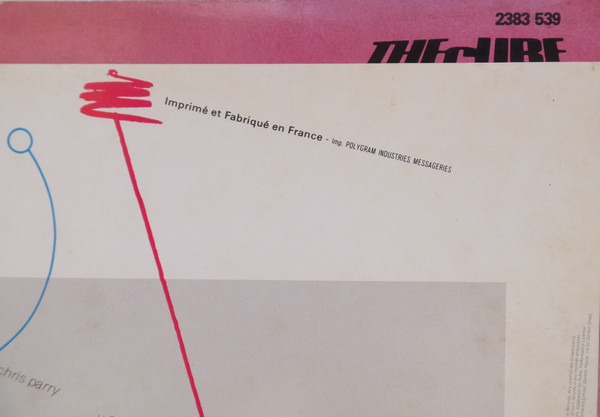 2383 539
THE CURE
Imprimé et Fabriqué en France - Imp. POLYGRAM INDUSTRIES MESSAGERIES
chris parry